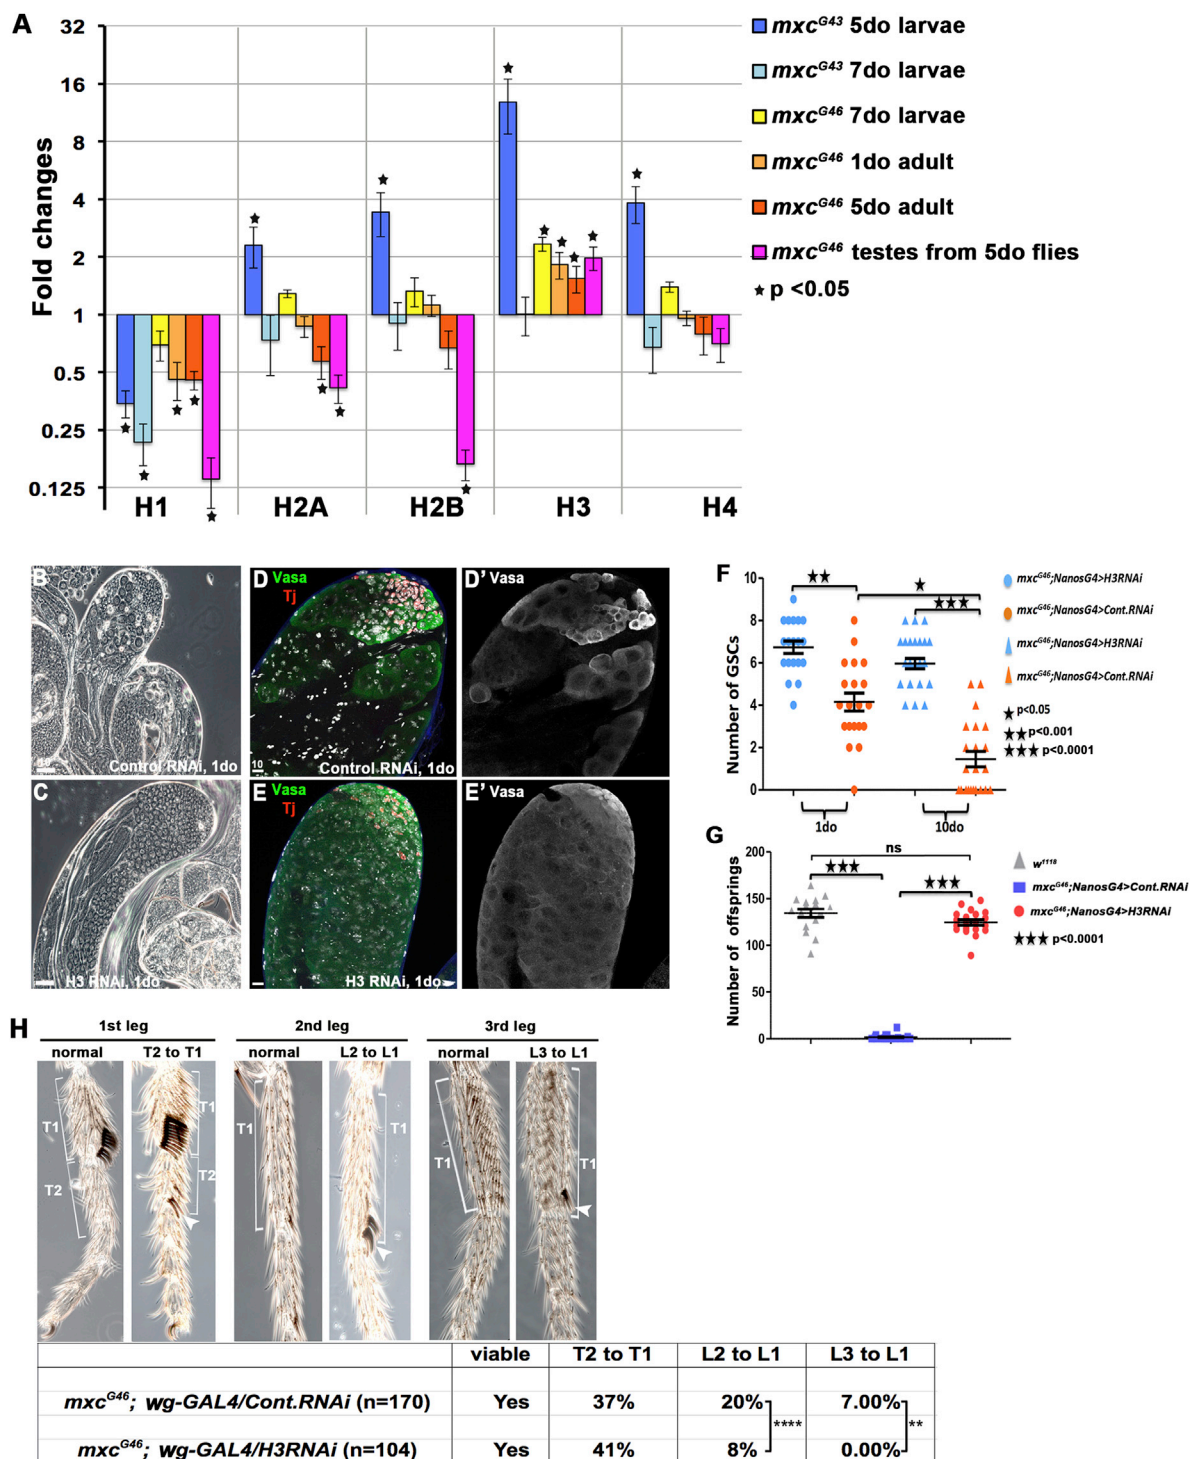 A
32
16
8
4
2
1
0.5
0.25
0.125
Fold changes
H1 H2A H2B H3 H4
mxcG43 5do larvae
mxcG43 7do larvae
mxcG46 7do larvae
mxcG46 1do adult
mxcG46 5do adult
mxcG46 testes from 5do flies
★ p <0.05
B
10
Control RNAi, 1do
C
H3 RNAi, 1do
D Vasa
Tj
10
Control RNAi, 1do
D' Vasa
E Vasa
Tj
H3 RNAi, 1do
E' Vasa
F
10
8
6
4
2
0
Number of GSCs
★★
★
★★★
1do
10do
mxcG46;NanosG4>H3RNAi
mxcG46;NanosG4>Cont.RNAi
mxcG46;NanosG4>H3RNAi
mxcG46;NanosG4>Cont.RNAi
★ p<0.05
★★ p<0.001
★★★ p<0.0001
G
200
150
100
50
0
Number of offsprings
ns
★★★
★★★
w1118
mxcG46;NanosG4>Cont.RNAi
mxcG46;NanosG4>H3RNAi
★★★ p<0.0001
H
1st leg 2nd leg 3rd leg
normal T2 to T1 normal L2 to L1 normal L3 to L1
T1
T2
T1
T2
T1
T1
T1
T1
viable T2 to T1 L2 to L1 L3 to L1
mxcG46; wg-GAL4/Cont.RNAi (n=170) Yes 37% 20% 7.00%
**** **
mxcG46; wg-GAL4/H3RNAi (n=104) Yes 41% 8% 0.00%